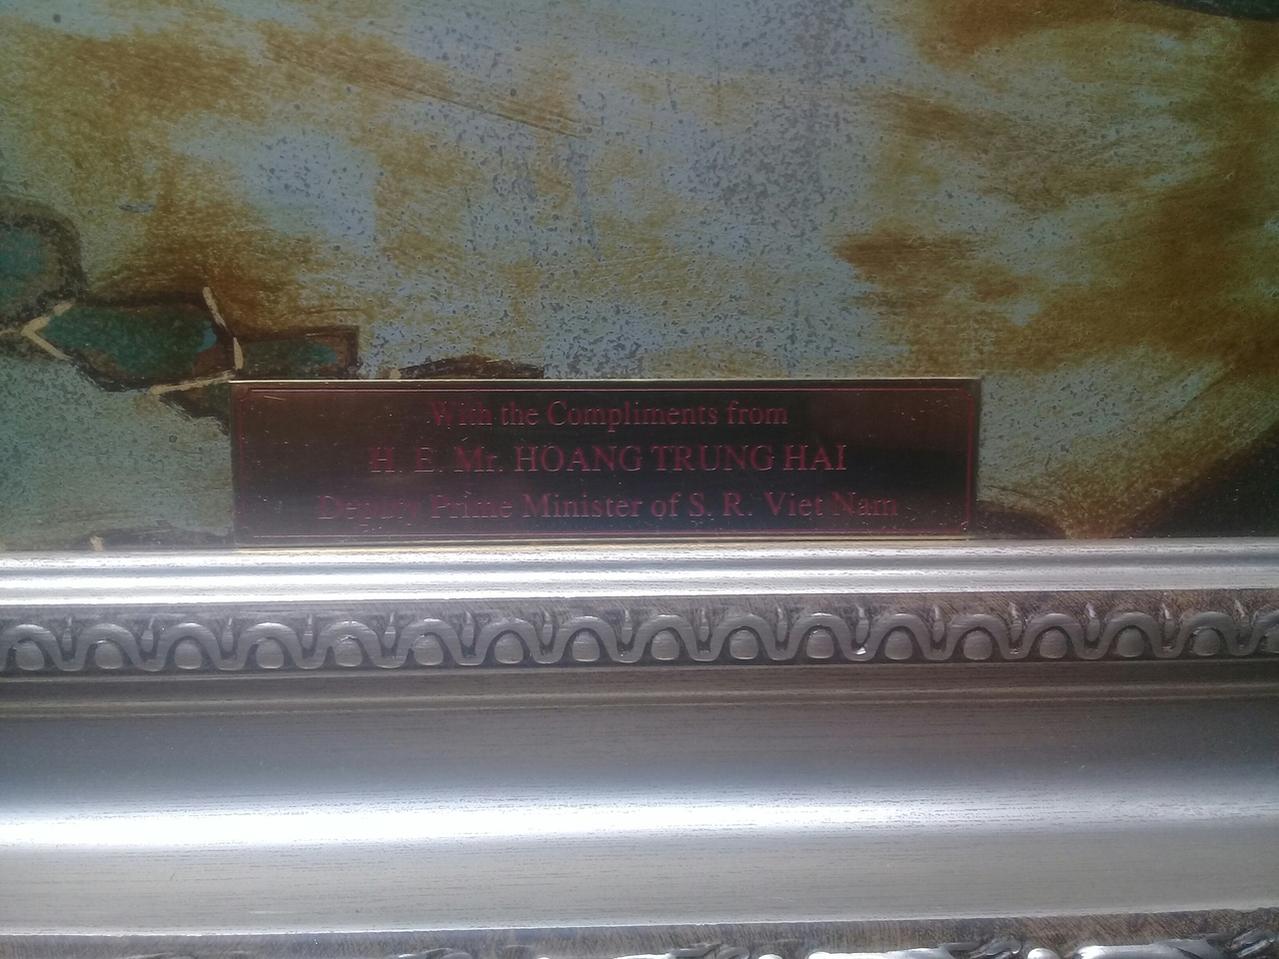 With the Compliments from
H. E. Mr. HOANG TRUNG HAI
Deputy Prime Minister of S. R. Viet Nam